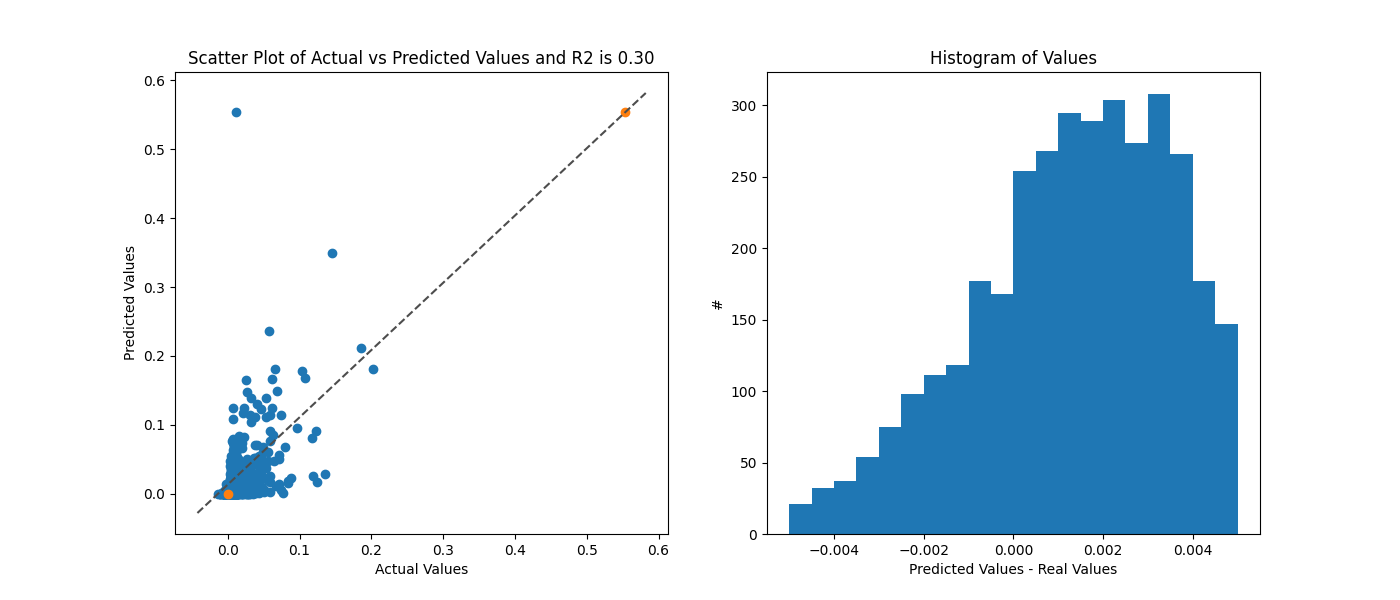 Scatter Plot of Actual vs Predicted Values and R2 is 0.30
0.6
0.5
0.4
0.3
0.2
0.1
0.0
Predicted Values
0.0 0.1 0.2 0.3 0.4 0.5 0.6
Actual Values
Histogram of Values
300
250
200
150
100
50
0
#
−0.004 −0.002 0.000 0.002 0.004
Predicted Values - Real Values